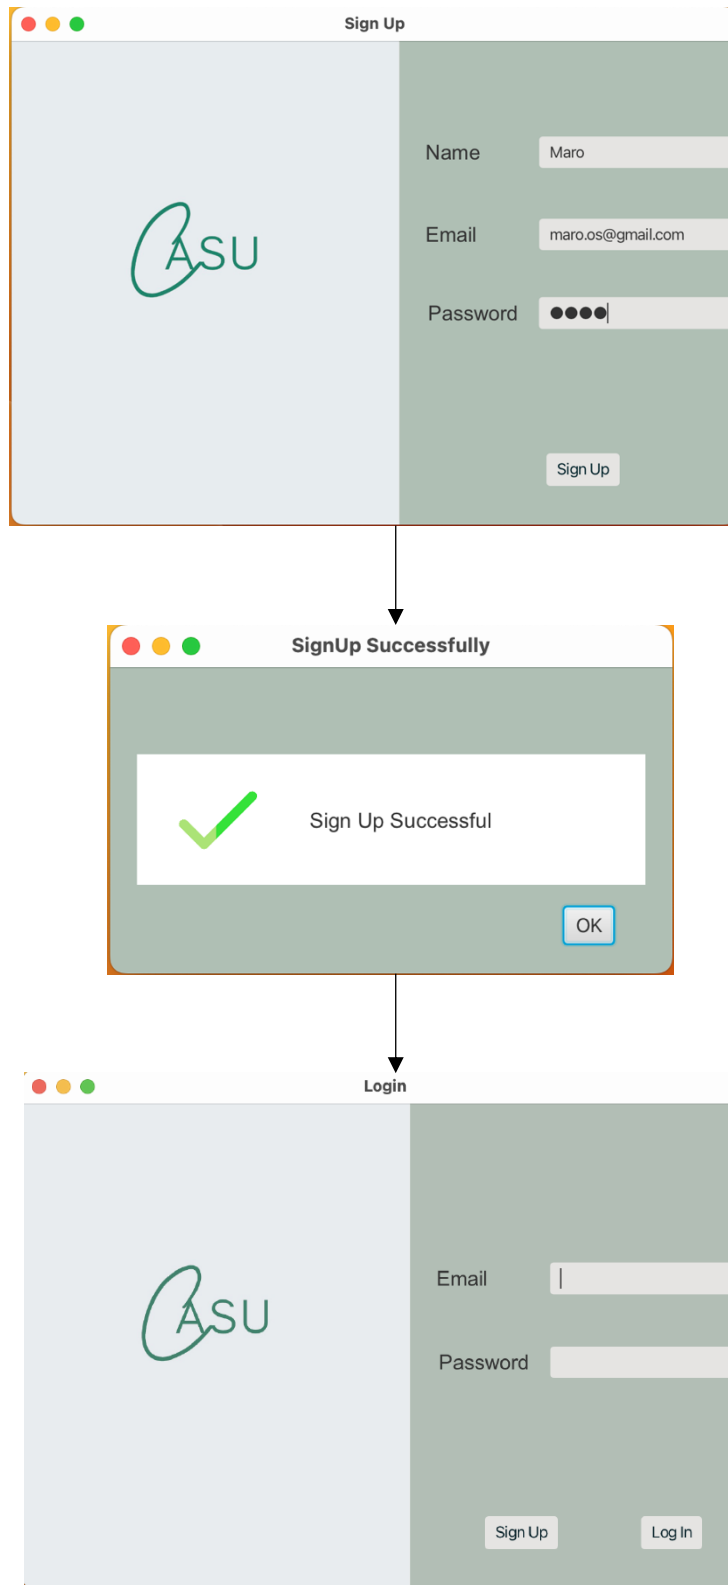 Sign Up
Name
Maro
ASU
Email
maro.os@gmail.com
Password
●●●●
Sign Up
SignUp Successfully
Sign Up Successful
OK
Login
ASU
Email
Password
Sign Up
Log In